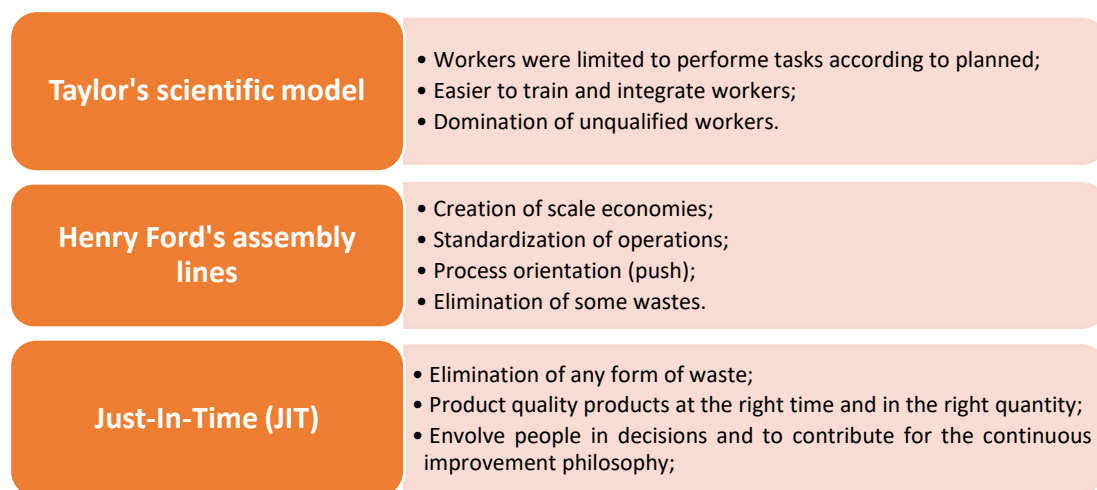 Taylor's scientific model
• Workers were limited to performe tasks according to planned;
• Easier to train and integrate workers;
• Domination of unqualified workers.
Henry Ford's assembly
lines
• Creation of scale economies;
• Standardization of operations;
• Process orientation (push);
• Elimination of some wastes.
Just-In-Time (JIT)
• Elimination of any form of waste;
• Product quality products at the right time and in the right quantity;
• Envolve people in decisions and to contribute for the continuous
improvement philosophy;